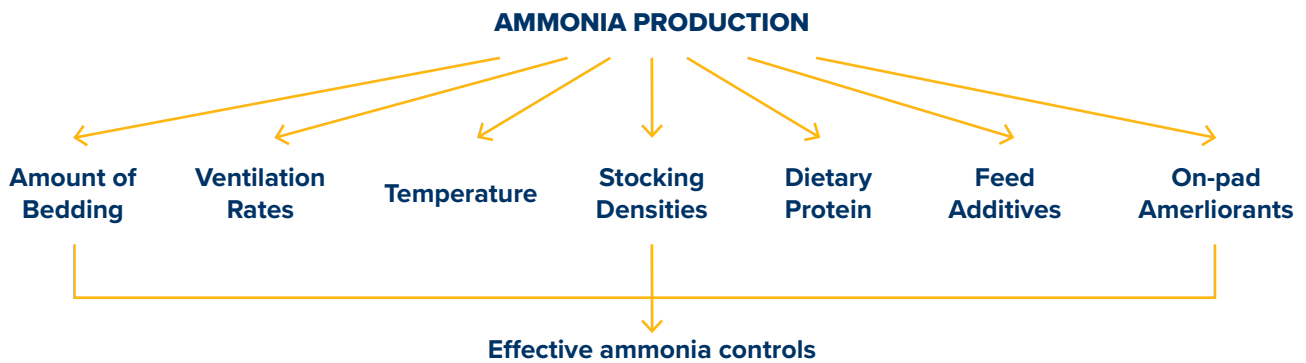 AMMONIA PRODUCTION
Amount of
Bedding
Ventilation
Rates
Temperature
Stocking
Densities
Dietary
Protein
Feed
Additives
On-pad
Amerliorants
Effective ammonia controls